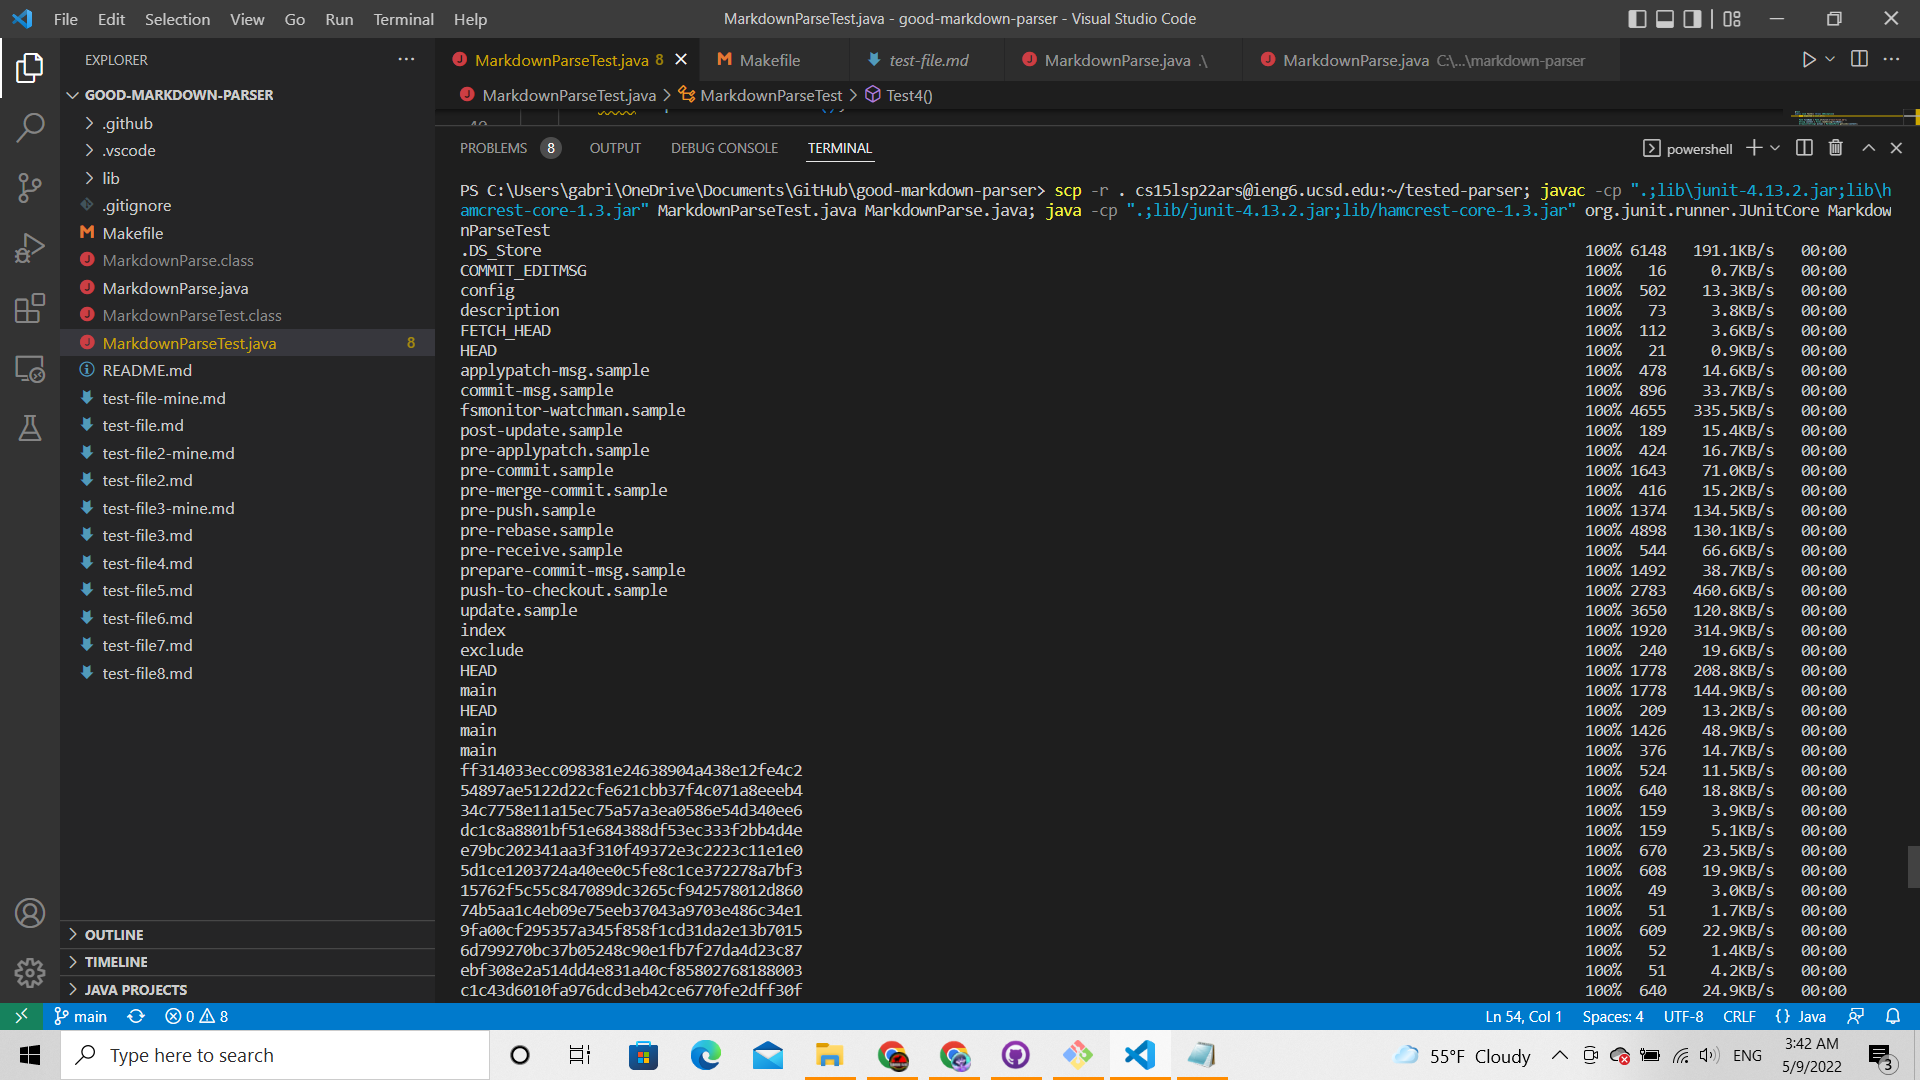 File Edit Selection View Go Run Terminal Help
MarkdownParseTest.java - good-markdown-parser - Visual Studio Code
EXPLORER
GOOD-MARKDOWN-PARSER
.github
.vscode
lib
.gitignore
Makefile
MarkdownParse.class
MarkdownParse.java
MarkdownParseTest.class
MarkdownParseTest.java 8
README.md
test-file-mine.md
test-file.md
test-file2-mine.md
test-file2.md
test-file3-mine.md
test-file3.md
test-file4.md
test-file5.md
test-file6.md
test-file7.md
test-file8.md
OUTLINE
TIMELINE
JAVA PROJECTS
MarkdownParseTest.java 8 Makefile test-file.md MarkdownParse.java .\ MarkdownParse.java C:\...\markdown-parser
MarkdownParseTest.java > MarkdownParseTest > Test4()
PROBLEMS 8 OUTPUT DEBUG CONSOLE TERMINAL powershell
PS C:\Users\gabri\OneDrive\Documents\GitHub\good-markdown-parser> scp -r . cs15lsp22ars@ieng6.ucsd.edu:~/tested-parser; javac -cp ".;lib\junit-4.13.2.jar;lib\h
amcrest-core-1.3.jar" MarkdownParseTest.java MarkdownParse.java; java -cp ".;lib/junit-4.13.2.jar;lib/hamcrest-core-1.3.jar" org.junit.runner.JUnitCore Markdow
nParseTest
.DS_Store 100% 6148 191.1KB/s 00:00
COMMIT_EDITMSG 100% 16 0.7KB/s 00:00
config 100% 502 13.3KB/s 00:00
description 100% 73 3.8KB/s 00:00
FETCH_HEAD 100% 112 3.6KB/s 00:00
HEAD 100% 21 0.9KB/s 00:00
applypatch-msg.sample 100% 478 14.6KB/s 00:00
commit-msg.sample 100% 896 33.7KB/s 00:00
fsmonitor-watchman.sample 100% 4655 335.5KB/s 00:00
post-update.sample 100% 189 15.4KB/s 00:00
pre-applypatch.sample 100% 424 16.7KB/s 00:00
pre-commit.sample 100% 1643 71.0KB/s 00:00
pre-merge-commit.sample 100% 416 15.2KB/s 00:00
pre-push.sample 100% 1374 134.5KB/s 00:00
pre-rebase.sample 100% 4898 130.1KB/s 00:00
pre-receive.sample 100% 544 66.6KB/s 00:00
prepare-commit-msg.sample 100% 1492 38.7KB/s 00:00
push-to-checkout.sample 100% 2783 460.6KB/s 00:00
update.sample 100% 3650 120.8KB/s 00:00
index 100% 1920 314.9KB/s 00:00
exclude 100% 240 19.6KB/s 00:00
HEAD 100% 1778 208.8KB/s 00:00
main 100% 1778 144.9KB/s 00:00
HEAD 100% 209 13.2KB/s 00:00
main 100% 1426 48.9KB/s 00:00
main 100% 376 14.7KB/s 00:00
ff314033ecc098381e24638904a438e12fe4c2 100% 524 11.5KB/s 00:00
54897ae5122d22cfe621cbb37f4c071a8eeeb4 100% 640 18.8KB/s 00:00
34c7758e11a15ec75a57a3ea0586e54d340ee6 100% 159 3.9KB/s 00:00
dc1c8a8801bf51e684388df53ec333f2bb4d4e 100% 159 5.1KB/s 00:00
e79bc202341aa3f310f49372e3c2223c11e1e0 100% 670 23.5KB/s 00:00
5d1ce1203724a40ee0c5fe8c1ce372278a7bf3 100% 608 19.9KB/s 00:00
15762f5c55c847089dc3265cf942578012d860 100% 49 3.0KB/s 00:00
74b5aa1c4eb09e75eeb37043a9703e486c34e1 100% 51 1.7KB/s 00:00
9fa00cf295357a345f858f1cd31da2e13b7015 100% 609 22.9KB/s 00:00
6d799270bc37b05248c90e1fb7f27da4d23c87 100% 52 1.4KB/s 00:00
ebf308e2a514dd4e831a40cf85802768188003 100% 51 4.2KB/s 00:00
c1c43d6010fa976dcd3eb42ce6770fe2dff30f 100% 640 24.9KB/s 00:00
main 0 8 Ln 54, Col 1 Spaces: 4 UTF-8 CRLF {} Java
Type here to search 55°F Cloudy ENG 3:42 AM
5/9/2022 3